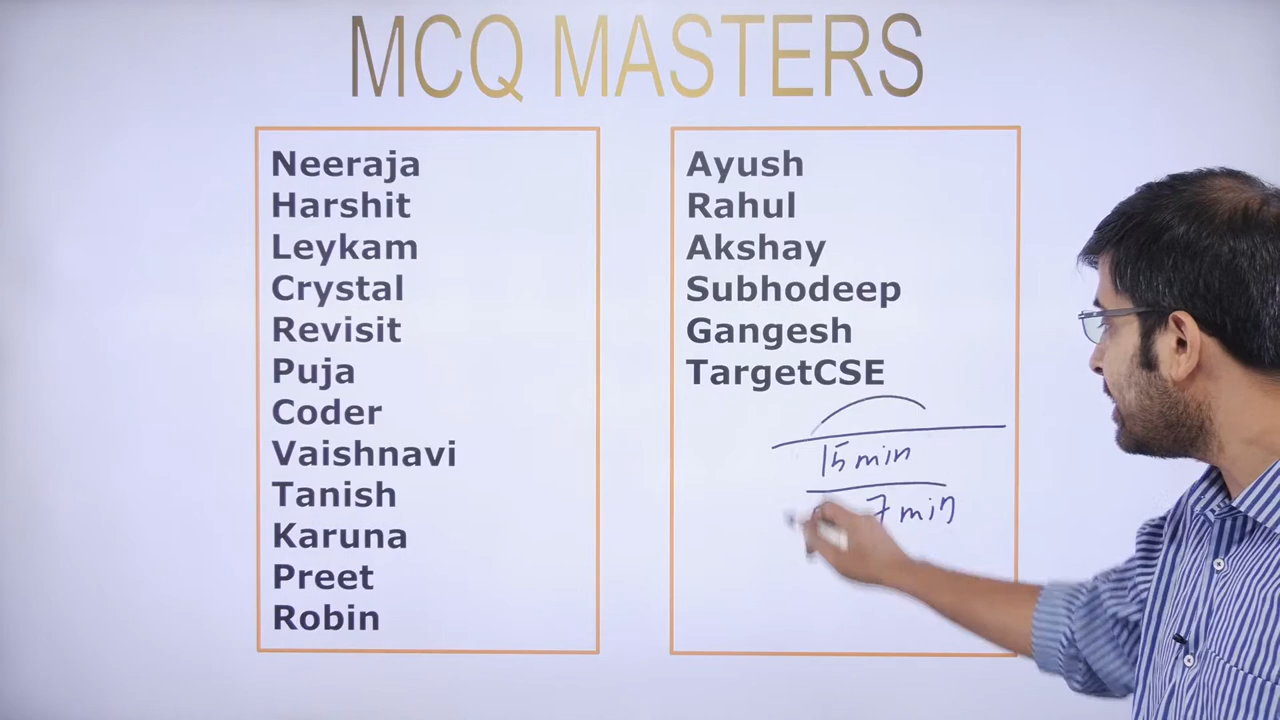 MCQ MASTERS
Neeraja
Harshit
Leykam
Crystal
Revisit
Puja
Coder
Vaishnavi
Tanish
Karuna
Preet
Robin
Ayush
Rahul
Akshay
Subhodeep
Gangesh
TargetCSE
15 min
7 min